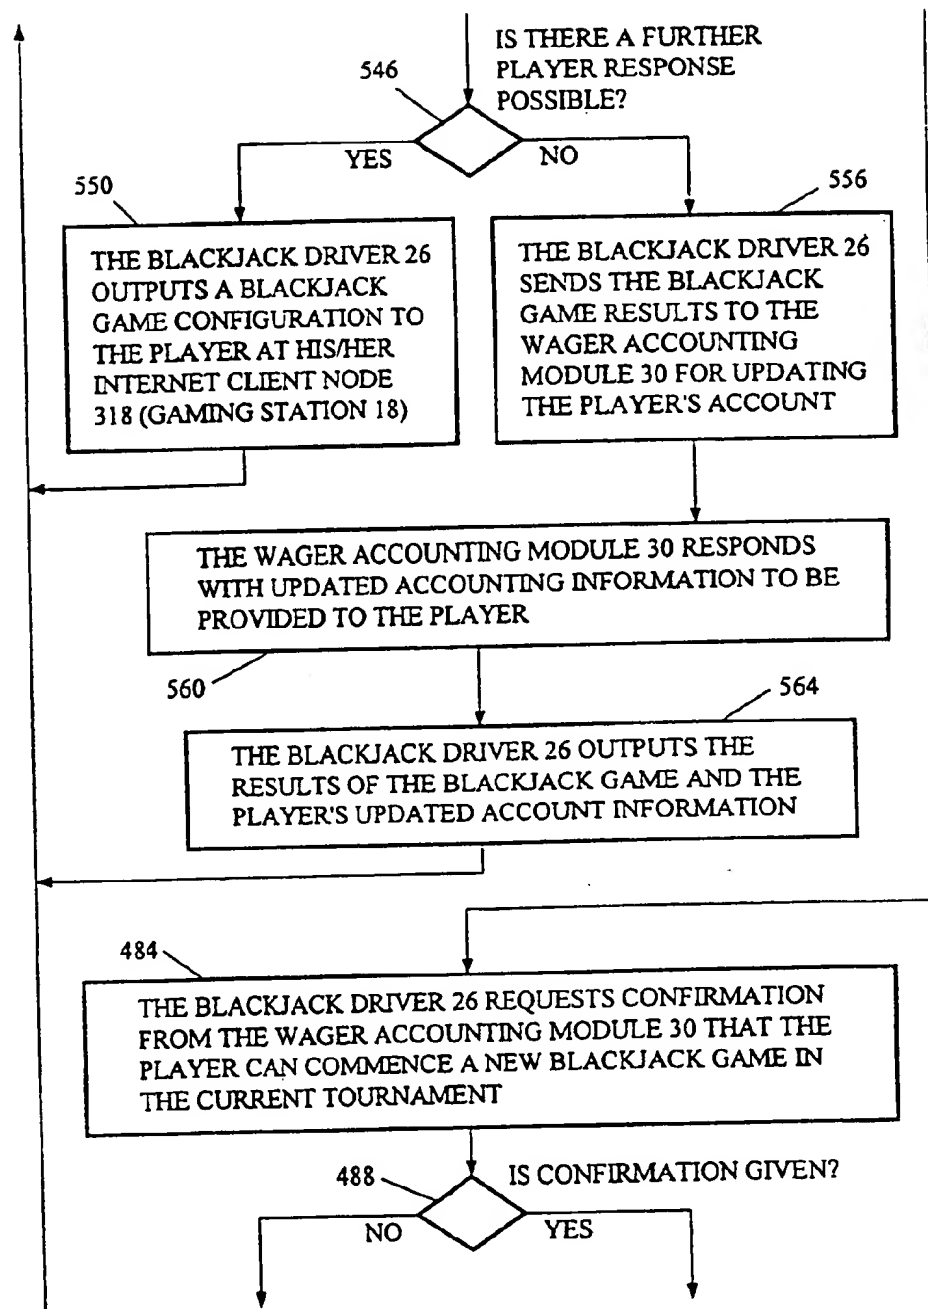 IS THERE A FURTHER
PLAYER RESPONSE
POSSIBLE?
546
YES
NO
550
556
THE BLACKJACK DRIVER 26
OUTPUTS A BLACKJACK
GAME CONFIGURATION TO
THE PLAYER AT HIS/HER
INTERNET CLIENT NODE
318 (GAMING STATION 18)
THE BLACKJACK DRIVER 26
SENDS THE BLACKJACK
GAME RESULTS TO THE
WAGER ACCOUNTING
MODULE 30 FOR UPDATING
THE PLAYER'S ACCOUNT
THE WAGER ACCOUNTING MODULE 30 RESPONDS
WITH UPDATED ACCOUNTING INFORMATION TO BE
PROVIDED TO THE PLAYER
560
564
THE BLACKJACK DRIVER 26 OUTPUTS THE
RESULTS OF THE BLACKJACK GAME AND THE
PLAYER'S UPDATED ACCOUNT INFORMATION
484
THE BLACKJACK DRIVER 26 REQUESTS CONFIRMATION
FROM THE WAGER ACCOUNTING MODULE 30 THAT THE
PLAYER CAN COMMENCE A NEW BLACKJACK GAME IN
THE CURRENT TOURNAMENT
488
IS CONFIRMATION GIVEN?
NO
YES